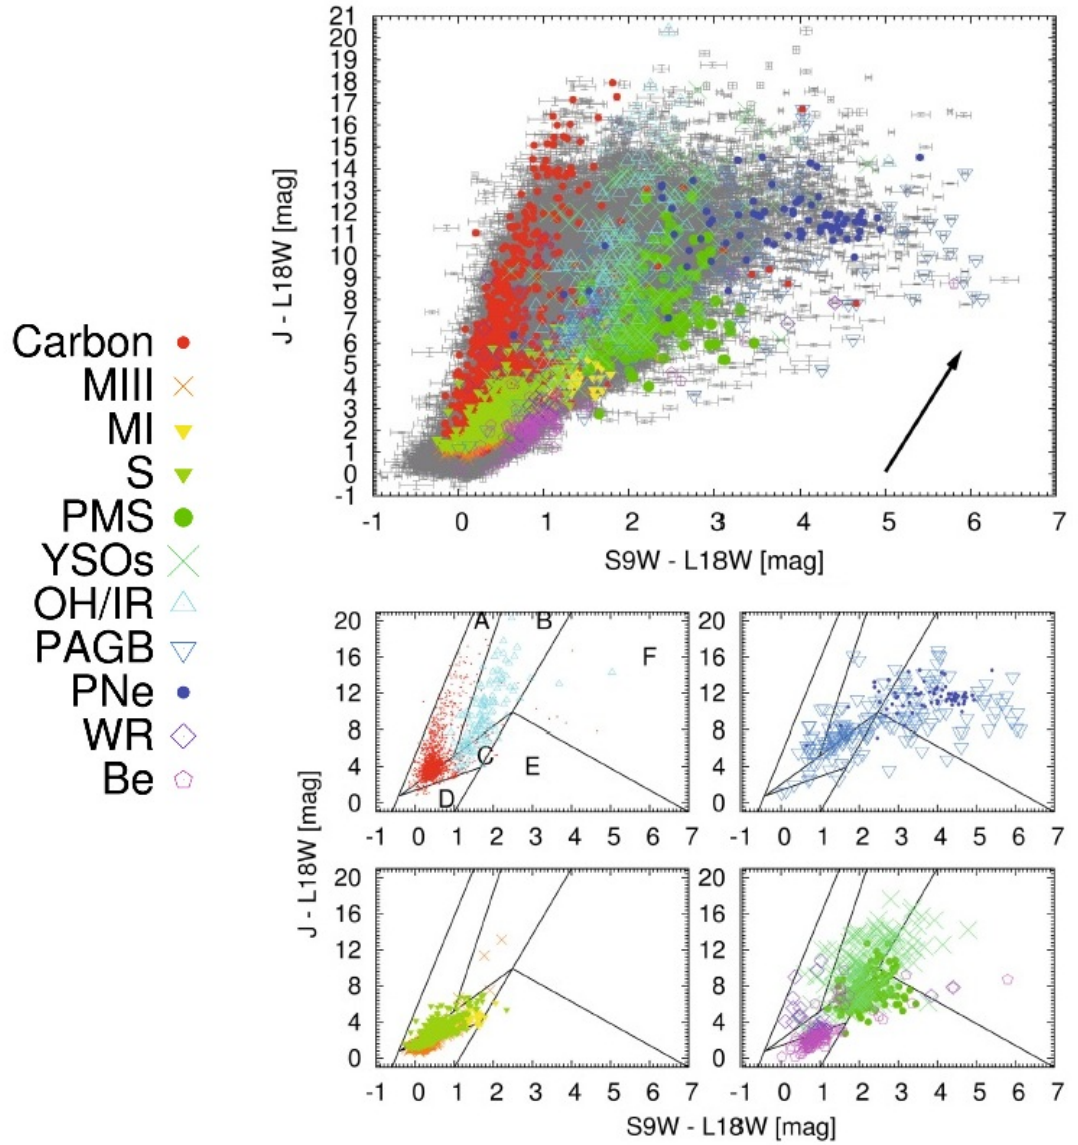 21
20
19
18
17
16
15
14
13
12
11
10
9
8
7
6
5
4
3
2
1
0
-1
J - L18W [mag]
-1 0 1 2 3 4 5 6 7
S9W - L18W [mag]
Carbon
MIII
MI
S
PMS
YSOs
OH/IR
PAGB
PNe
WR
Be
20
16
12
8
4
0
A
B
F
C
E
D
-1 0 1 2 3 4 5 6 7
20
16
12
8
4
0
-1 0 1 2 3 4 5 6 7
J - L18W [mag]
20
16
12
8
4
0
-1 0 1 2 3 4 5 6 7
20
16
12
8
4
0
-1 0 1 2 3 4 5 6 7
S9W - L18W [mag]